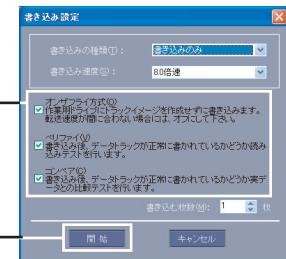 書き込み設定
書き込みの種類(T)： 書き込みのみ
書き込み速度(S)： 8.0倍速
オンザフライ方式(O)
作業用ドライブにトラックイメージを作成せずに書き込みます。
転送速度が間に合わない場合には、オフにして下さい。
ベリファイ(V)
書き込み後、データトラックが正常に書かれているかどうか読み
込みテストを行います。
コンペア(C)
書き込み後、データトラックが正常に書かれているかどうか実デ
ータとの比較テストを行います。
書き込む枚数(M)： 1 枚
開始 キャンセル